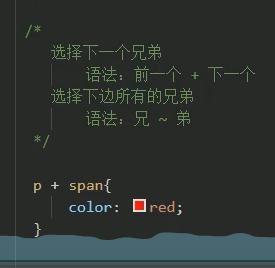 /*
选择下一个兄弟
语法：前一个 + 下一个
选择下边所有的兄弟
语法：兄 ~ 弟
*/
p + span{
color: red;
}